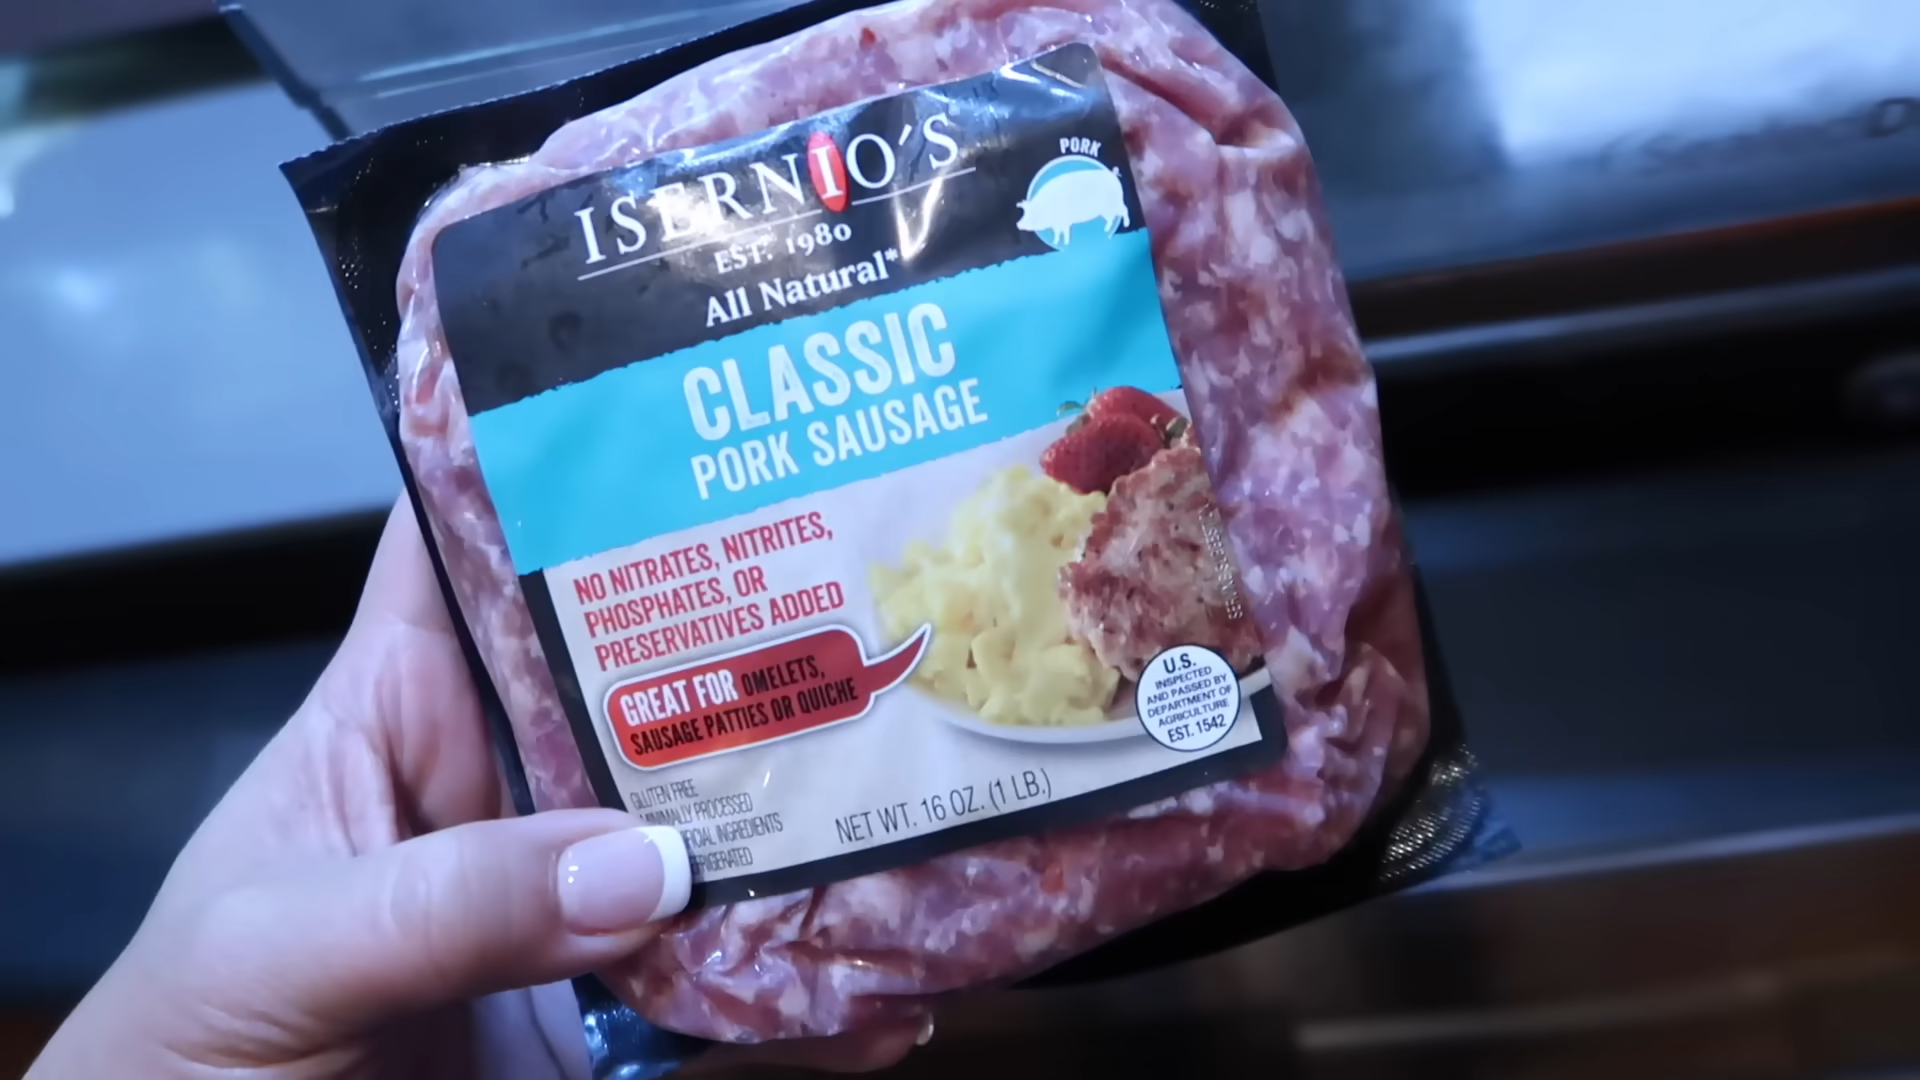 ISERNIO'S
EST. 1980
All Natural*
PORK
CLASSIC
PORK SAUSAGE
NO NITRATES, NITRITES,
PHOSPHATES, OR
PRESERVATIVES ADDED
GREAT FOR OMELETS,
SAUSAGE PATTIES OR QUICHE
U.S.
INSPECTED
AND PASSED BY
DEPARTMENT OF
AGRICULTURE
EST. 1542
GLUTEN FREE
MINIMALLY PROCESSED
INGREDIENTS
NET WT. 16 OZ. (1 LB.)